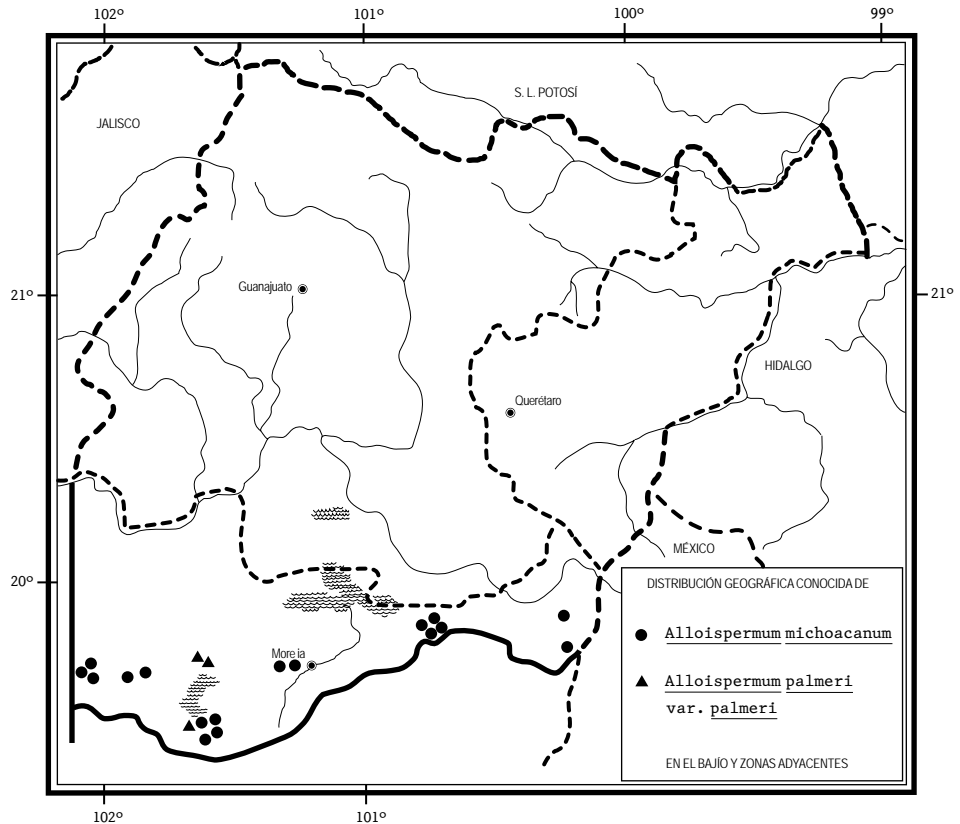 102° 101° 100° 99°
S. L. POTOSÍ
JALISCO
Guanajuato
21° 21°
HIDALGO
Querétaro
MÉXICO
20°
DISTRIBUCIÓN GEOGRÁFICA CONOCIDA DE
Alloispermum michoacanum
Morelia
Alloispermum palmeri
var. palmeri
EN EL BAJÍO Y ZONAS ADYACENTES
102° 101°